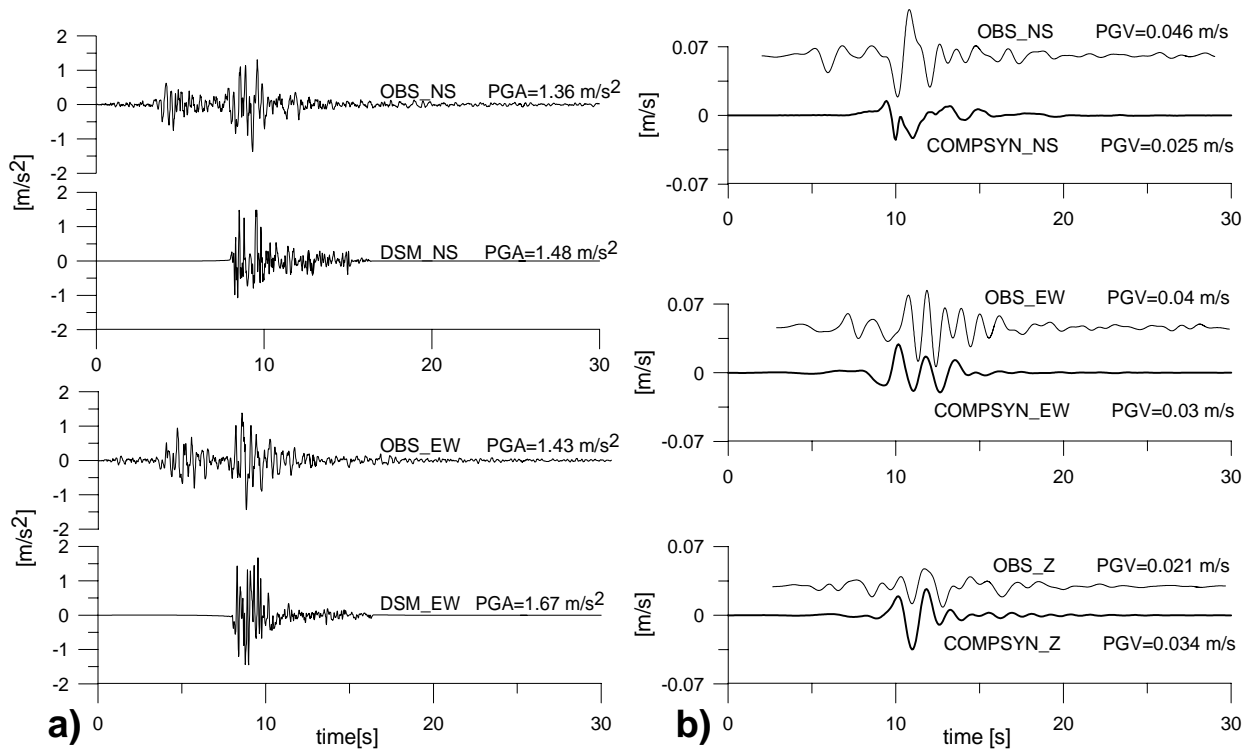 2
1
0
-1
-2
OBS_NS PGA=1.36 m/s2
[m/s2]
2
1
0
-1
-2
DSM_NS PGA=1.48 m/s2
0 10 20 30
2
1
0
-1
-2
OBS_EW PGA=1.43 m/s2
[m/s2]
2
1
0
-1
-2
DSM_EW PGA=1.67 m/s2
0 10 20 30
a)
time[s]
OBS_NS PGV=0.046 m/s
0.07
0
-0.07
[m/s]
COMPSYN_NS PGV=0.025 m/s
0 10 20 30
OBS_EW PGV=0.04 m/s
0.07
0
-0.07
[m/s]
COMPSYN_EW PGV=0.03 m/s
0 10 20 30
OBS_Z PGV=0.021 m/s
0.07
0
-0.07
[m/s]
COMPSYN_Z PGV=0.034 m/s
0 10 20 30
b)
time [s]